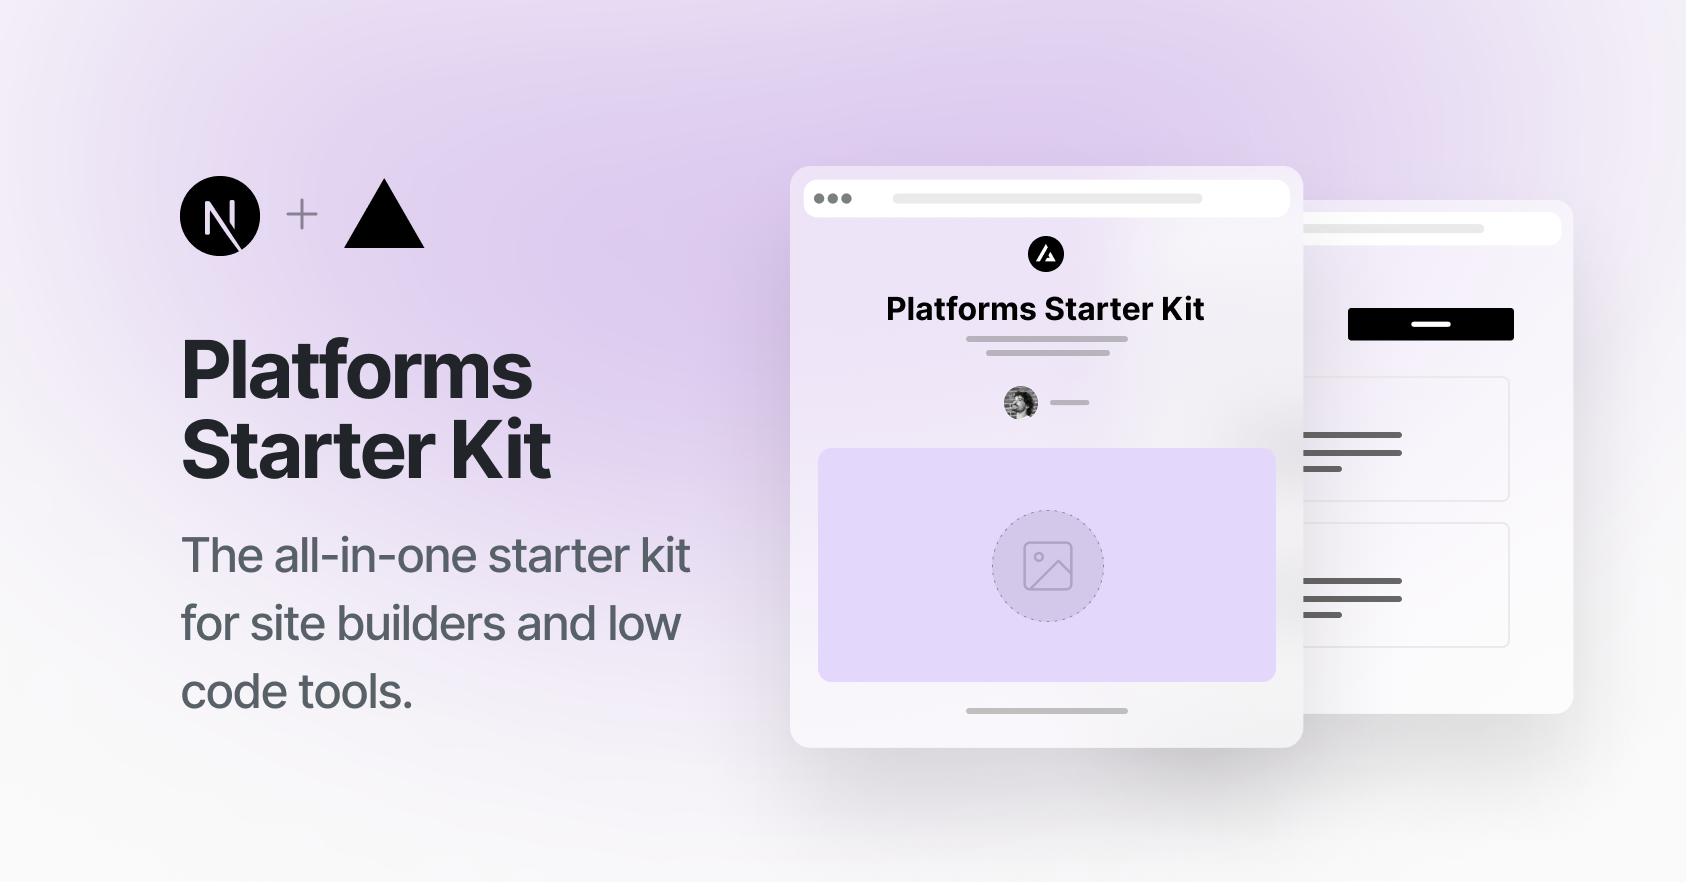 Platforms
Starter Kit
The all-in-one starter kit
for site builders and low
code tools.
Platforms Starter Kit